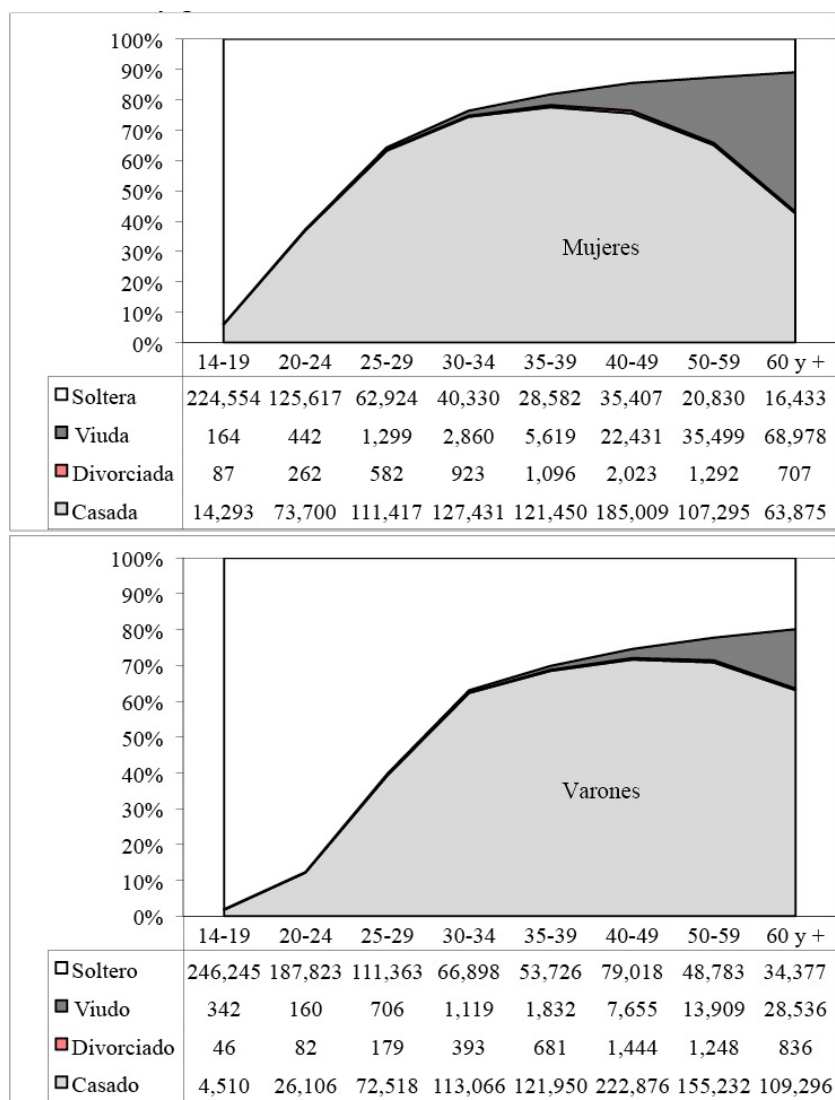 100%
90%
80%
70%
60%
50%
40%
30%
20%
10%
0%
Mujeres
14-19 20-24 25-29 30-34 35-39 40-49 50-59 60 y +
Soltera 224,554 125,617 62,924 40,330 28,582 35,407 20,830 16,433
Viuda 164 442 1,299 2,860 5,619 22,431 35,499 68,978
Divorciada 87 262 582 923 1,096 2,023 1,292 707
Casada 14,293 73,700 111,417 127,431 121,450 185,009 107,295 63,875
100%
90%
80%
70%
60%
50%
40%
30%
20%
10%
0%
Varones
14-19 20-24 25-29 30-34 35-39 40-49 50-59 60 y +
Soltero 246,245 187,823 111,363 66,898 53,726 79,018 48,783 34,377
Viudo 342 160 706 1,119 1,832 7,655 13,909 28,536
Divorciado 46 82 179 393 681 1,444 1,248 836
Casado 4,510 26,106 72,518 113,066 121,950 222,876 155,232 109,296